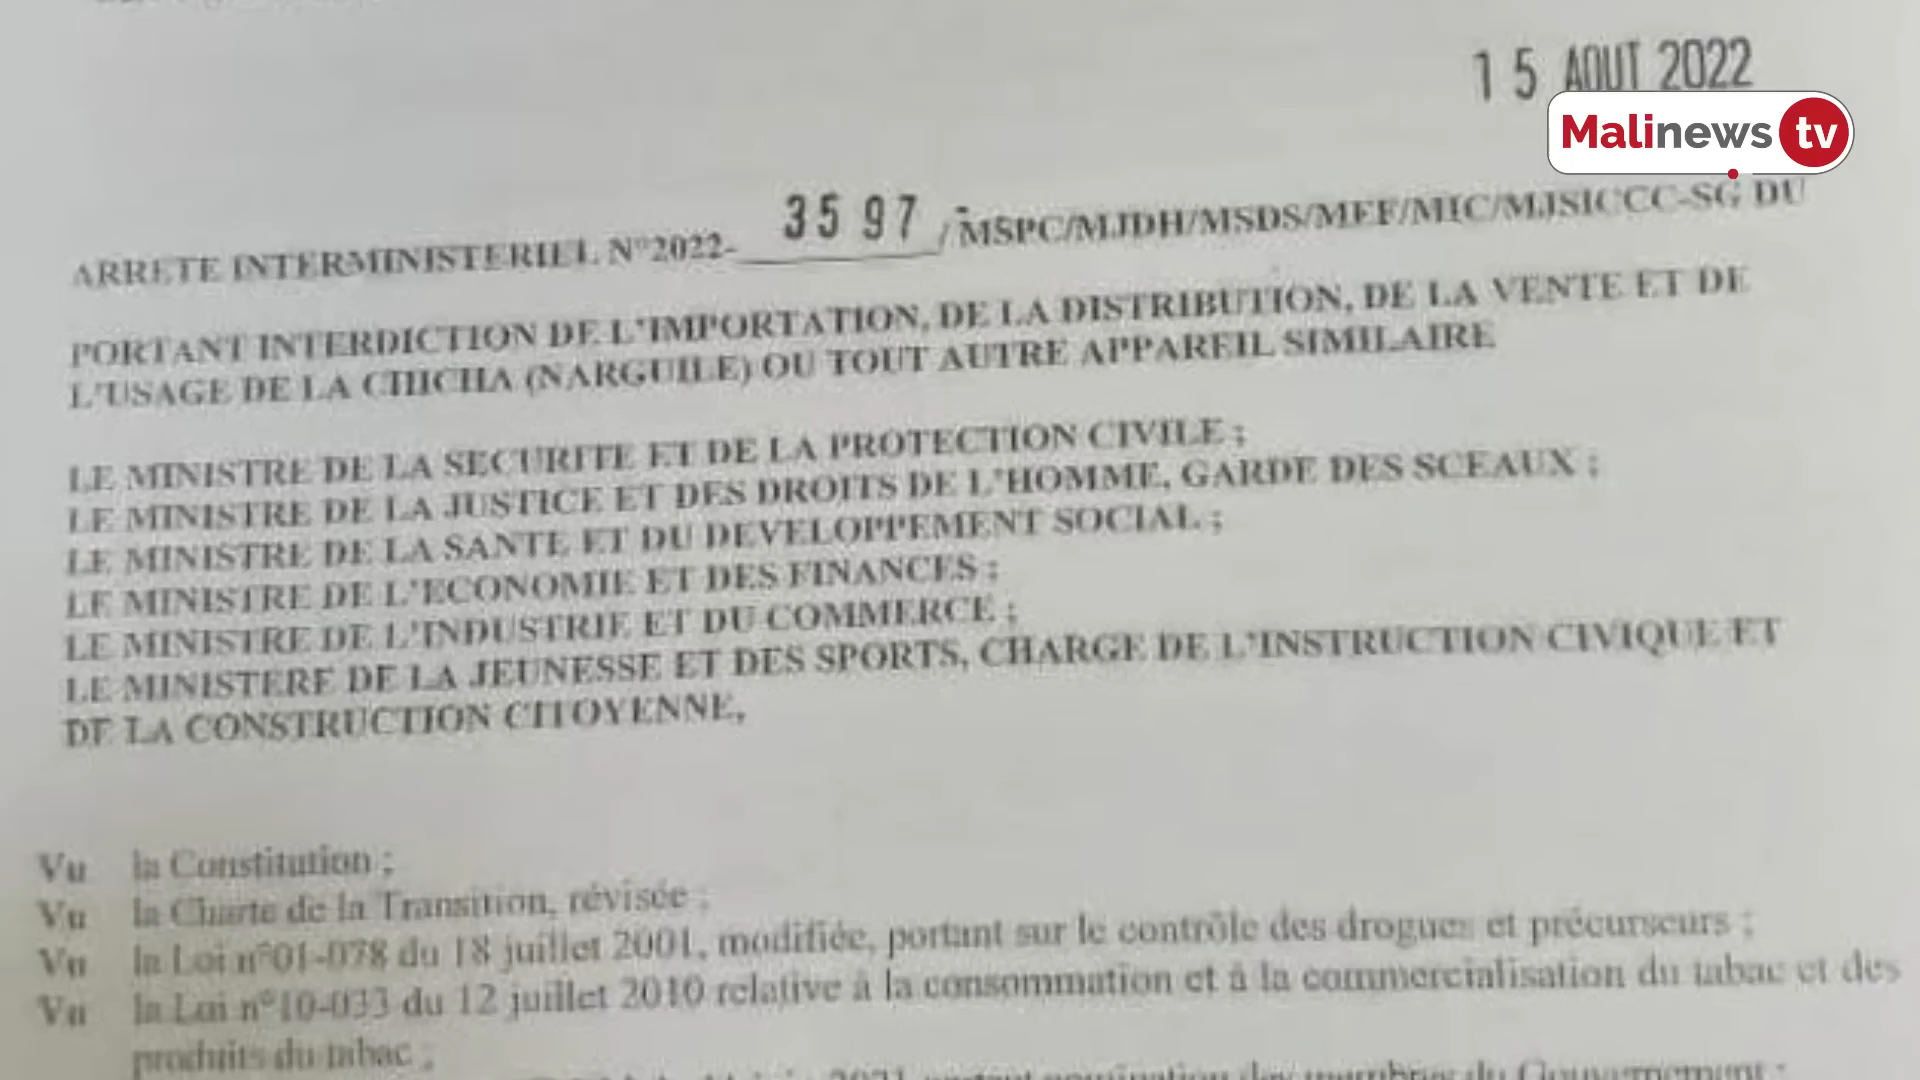 15 AOUT 2022
Malinews tv
ARRETE INTERMINISTERIEL N°2022- 3597 /MSPC/MJDH/MSDS/MEF/MIC/MJSICCC-SG DU
PORTANT INTERDICTION DE L'IMPORTATION, DE LA DISTRIBUTION, DE LA VENTE ET DE
L'USAGE DE LA CHICHA (NARGUILE) OU TOUT AUTRE APPAREIL SIMILAIRE
LE MINISTRE DE LA SECURITE ET DE LA PROTECTION CIVILE ;
LE MINISTRE DE LA JUSTICE ET DES DROITS DE L'HOMME, GARDE DES SCEAUX ;
LE MINISTRE DE LA SANTE ET DU DEVELOPPEMENT SOCIAL ;
LE MINISTRE DE L'ECONOMIE ET DES FINANCES ;
LE MINISTRE DE L'INDUSTRIE ET DU COMMERCE ;
LE MINISTERE DE LA JEUNESSE ET DES SPORTS, CHARGE DE L'INSTRUCTION CIVIQUE ET
DE LA CONSTRUCTION CITOYENNE,
Vu la Constitution ;
Vu la Charte de la Transition, révisée ;
Vu la Loi n°01-078 du 18 juillet 2001, modifiée, portant sur le contrôle des drogues et précurseurs ;
Vu la Loi n°10-033 du 12 juillet 2010 relative à la consommation et à la commercialisation du tabac et des
produits du tabac ;
2021 portant nomination des membres du Gouvernement ;